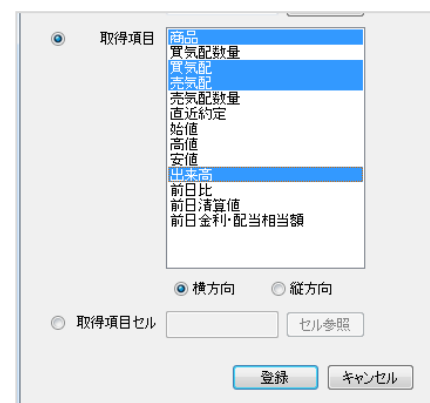 取得項目
商品
買気配数量
買気配
売気配
売気配数量
直近約定
始値
高値
安値
出来高
前日比
前日清算値
前日金利・配当相当額
横方向 縦方向
取得項目セル セル参照
登録 キャンセル